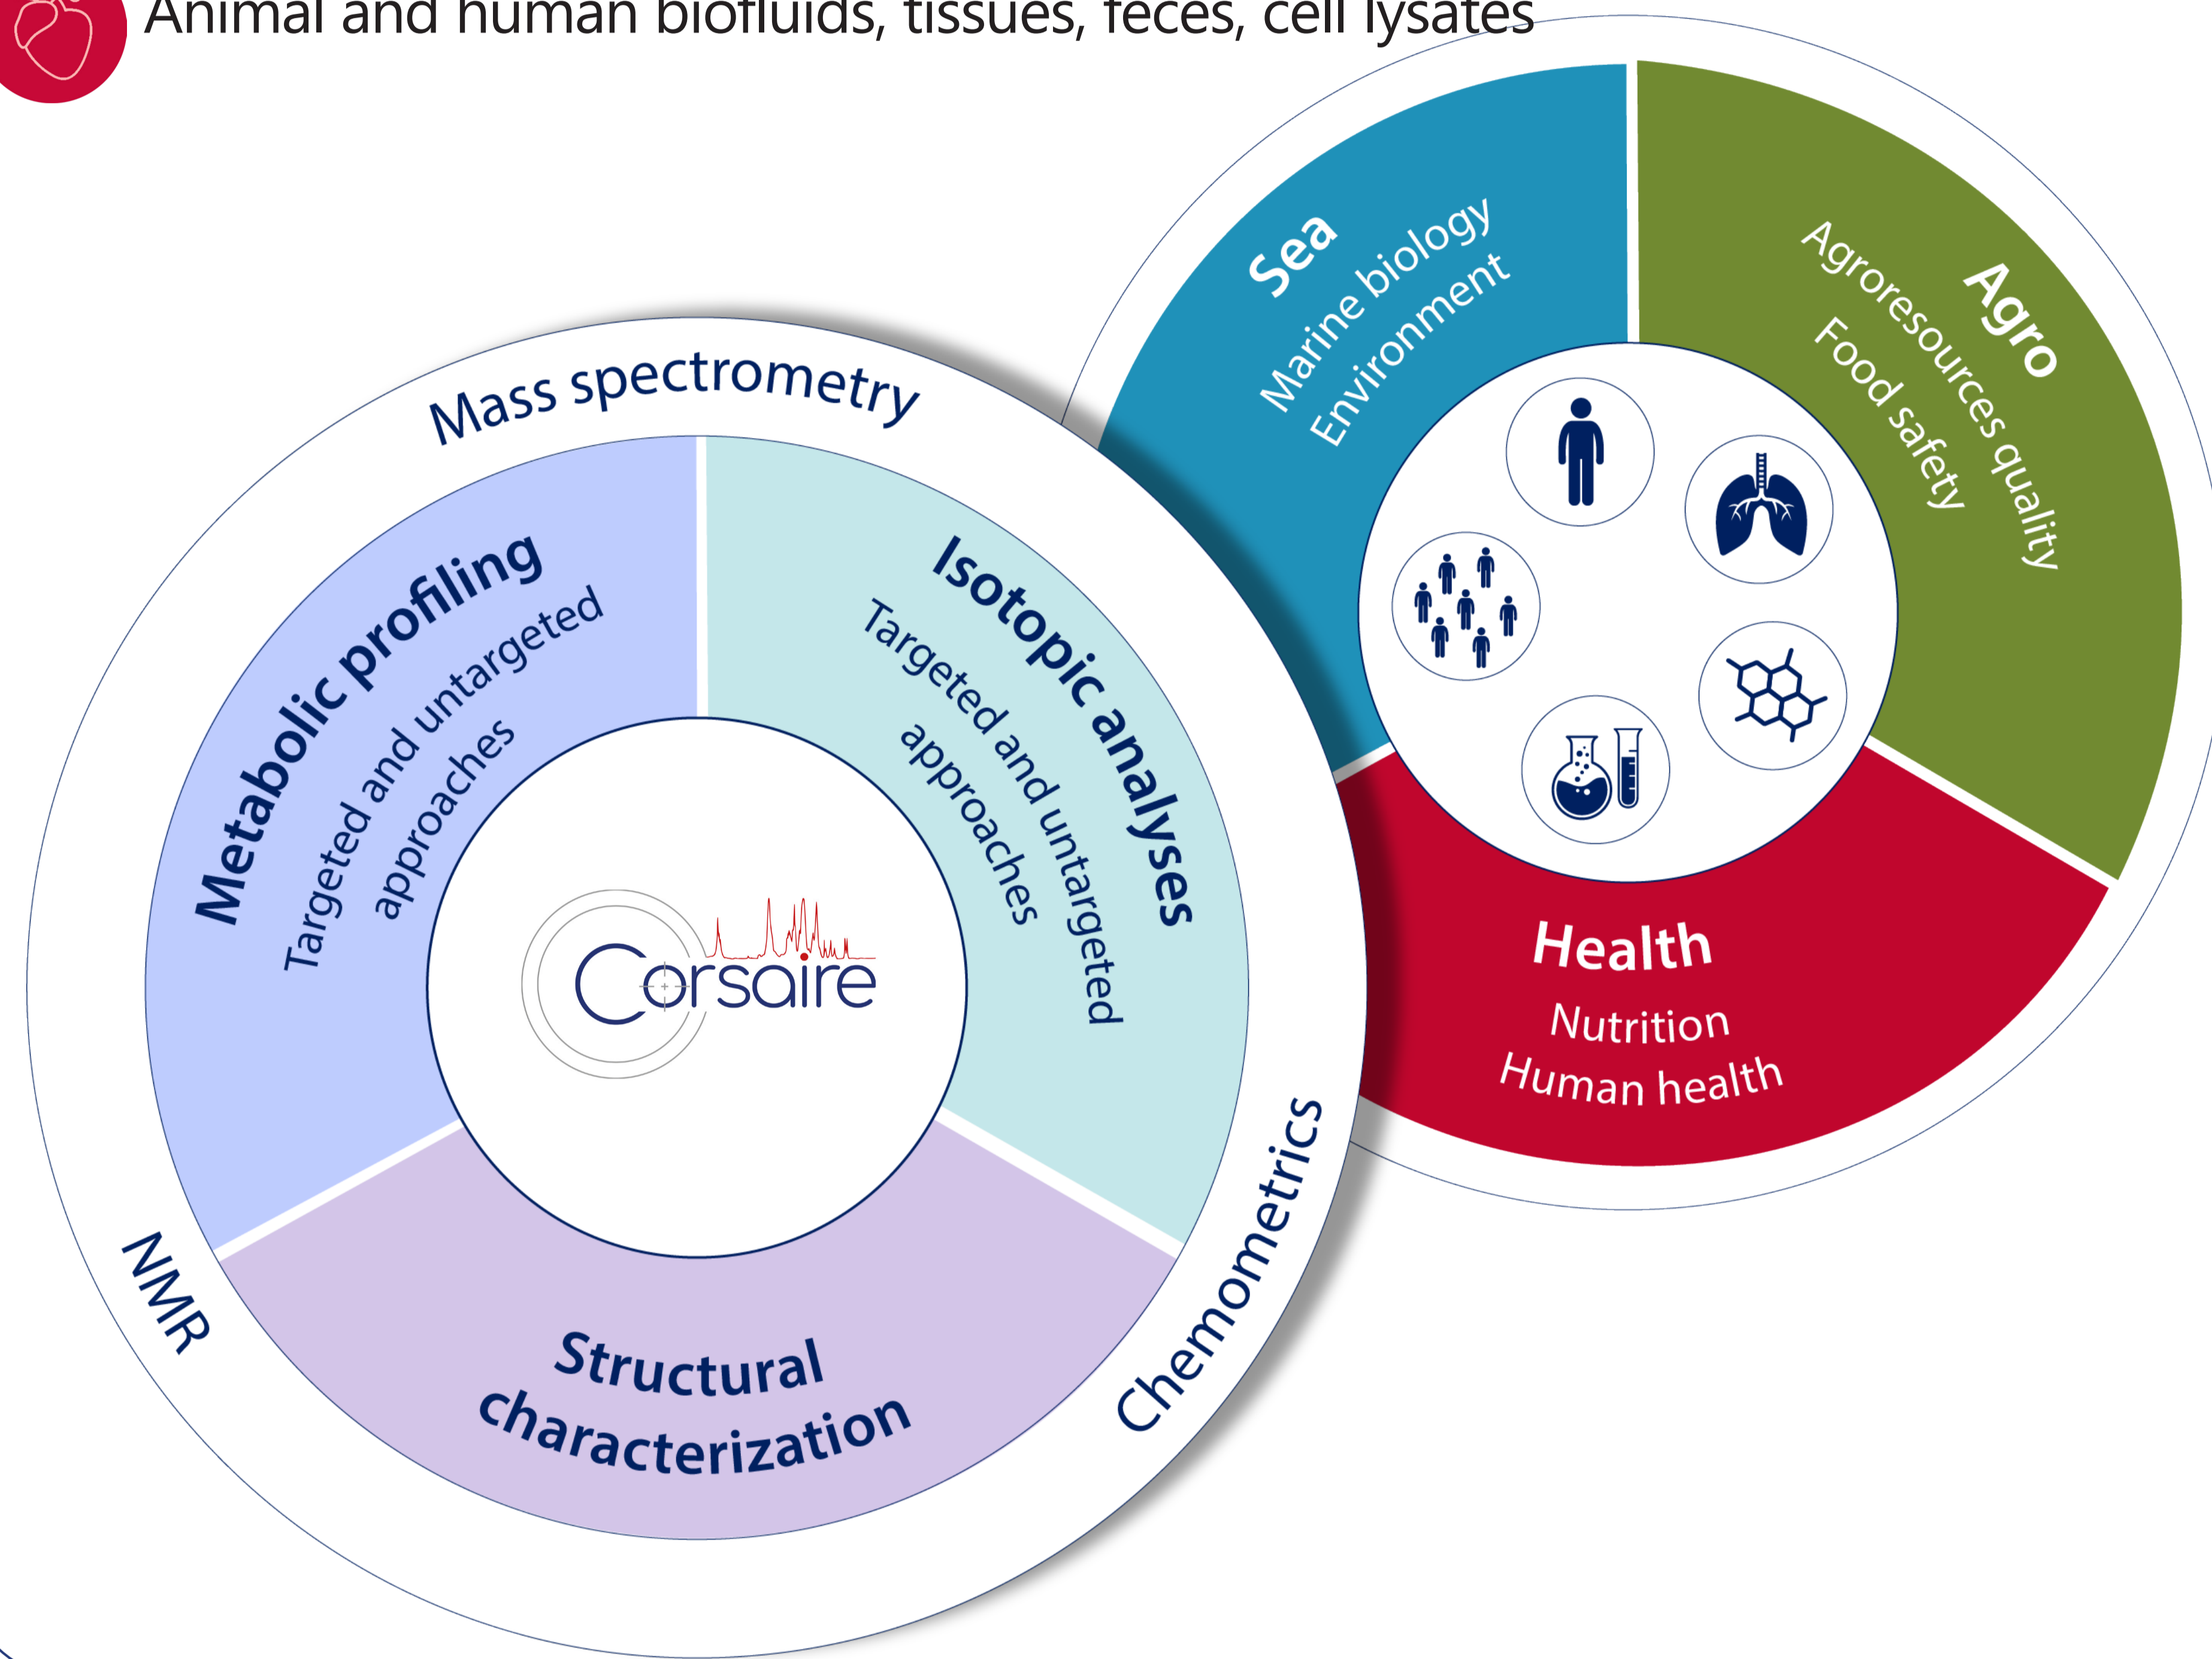 Animal and human biofluids, tissues, feces, cell lysates
Sea
Marine biology
Environment
Agro
Agroresources quality
Food safety
Health
Nutrition
Human health
Mass spectrometry
Metabolic profiling
Targeted and untargeted
approaches
Isotopic analyses
Targeted and untargeted
approaches
Corsaire
Structural
characterization
NMR
Chemometrics